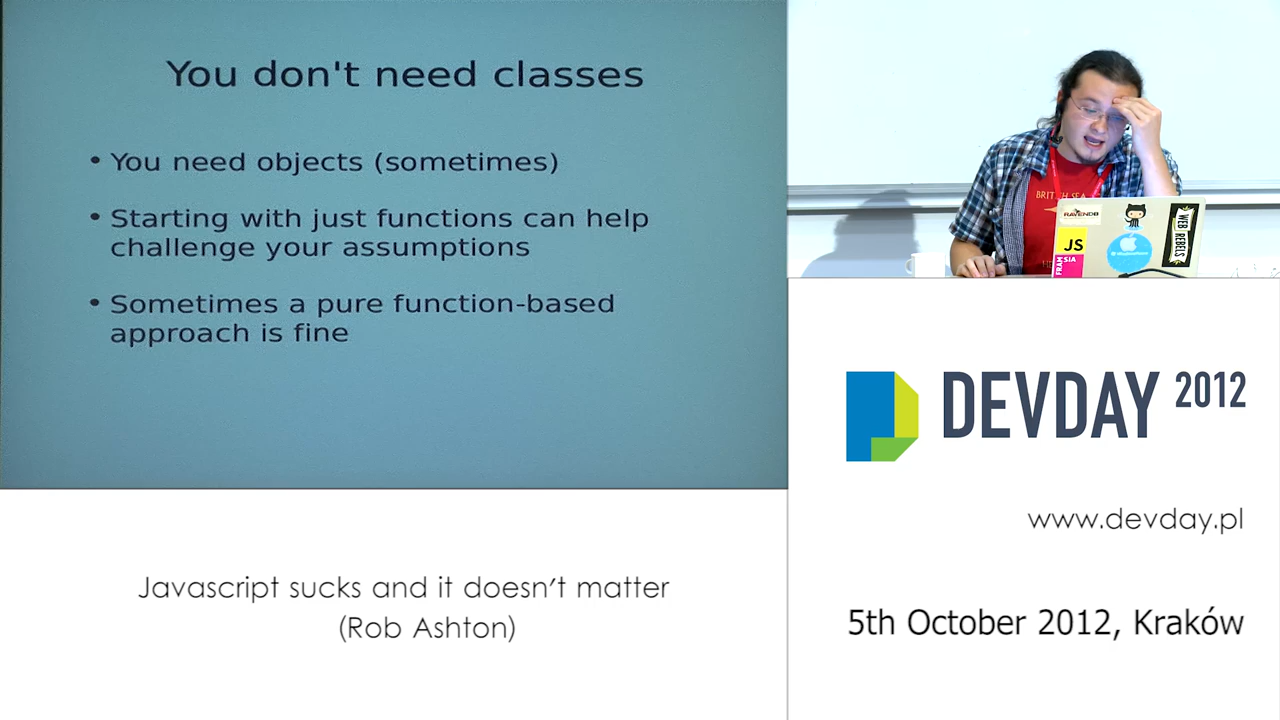 You don't need classes
• You need objects (sometimes)
• Starting with just functions can help
challenge your assumptions
• Sometimes a pure function-based
approach is fine
BRITISH SEA
RAVENDB
JS
WEB REBELS
DEVDAY 2012
www.devday.pl
5th October 2012, Kraków
Javascript sucks and it doesn't matter
(Rob Ashton)